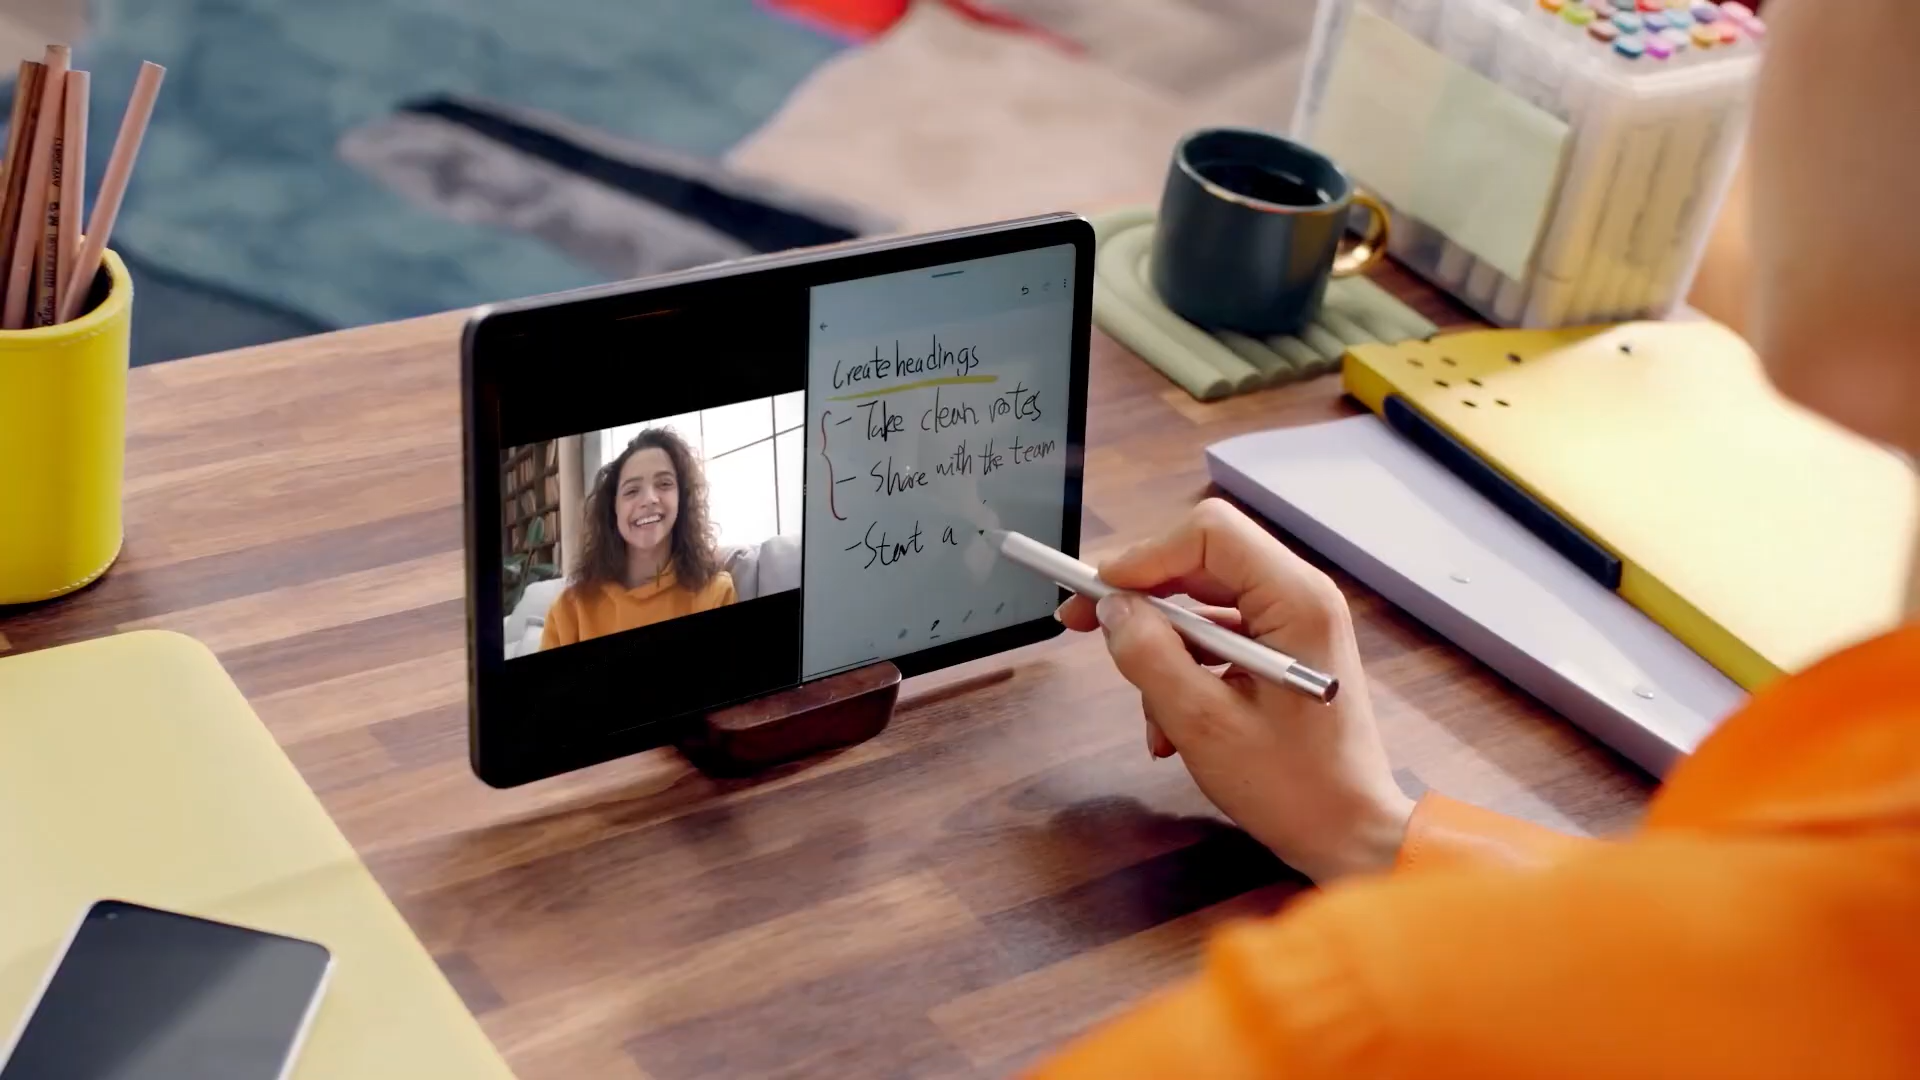 Create headings
- Take clean notes
- Share with the team
- Start a